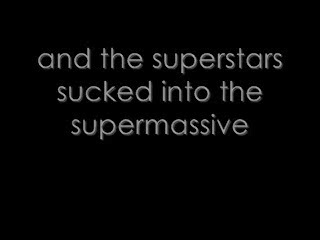 and the superstars
sucked into the
supermassive